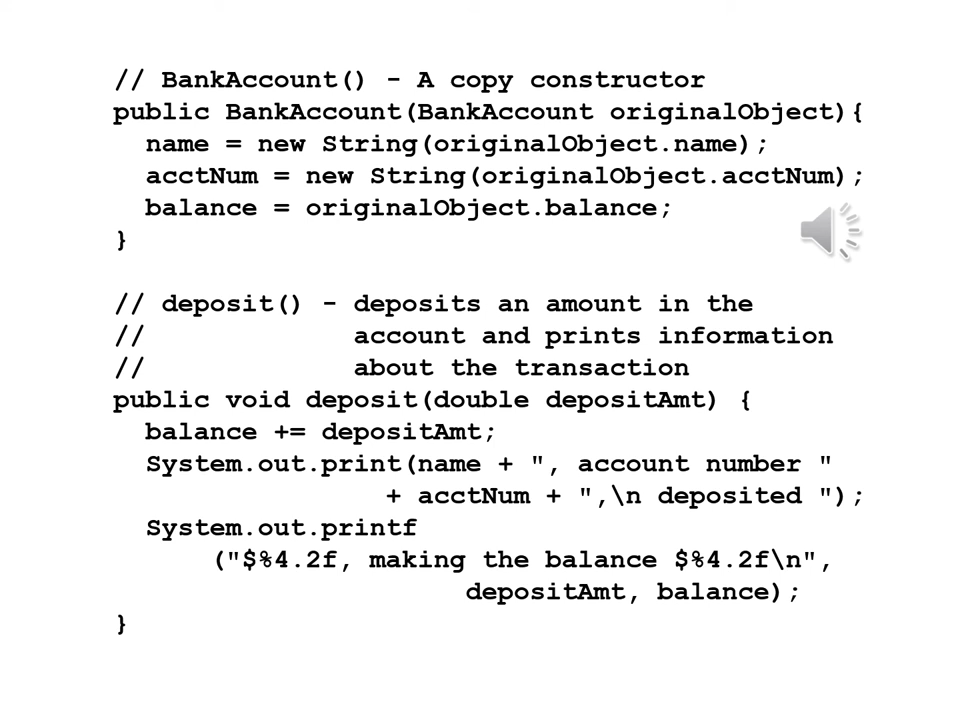 // BankAccount() - A copy constructor
public BankAccount(BankAccount originalObject){
  name = new String(originalObject.name);
  acctNum = new String(originalObject.acctNum);
  balance = originalObject.balance;
}

// deposit() - deposits an amount in the
//             account and prints information
//             about the transaction
public void deposit(double depositAmt) {
  balance += depositAmt;
  System.out.print(name + ", account number "
                 + acctNum + ",\n deposited ");
  System.out.printf
      ("$%4.2f, making the balance $%4.2f\n",
                      depositAmt, balance);
}